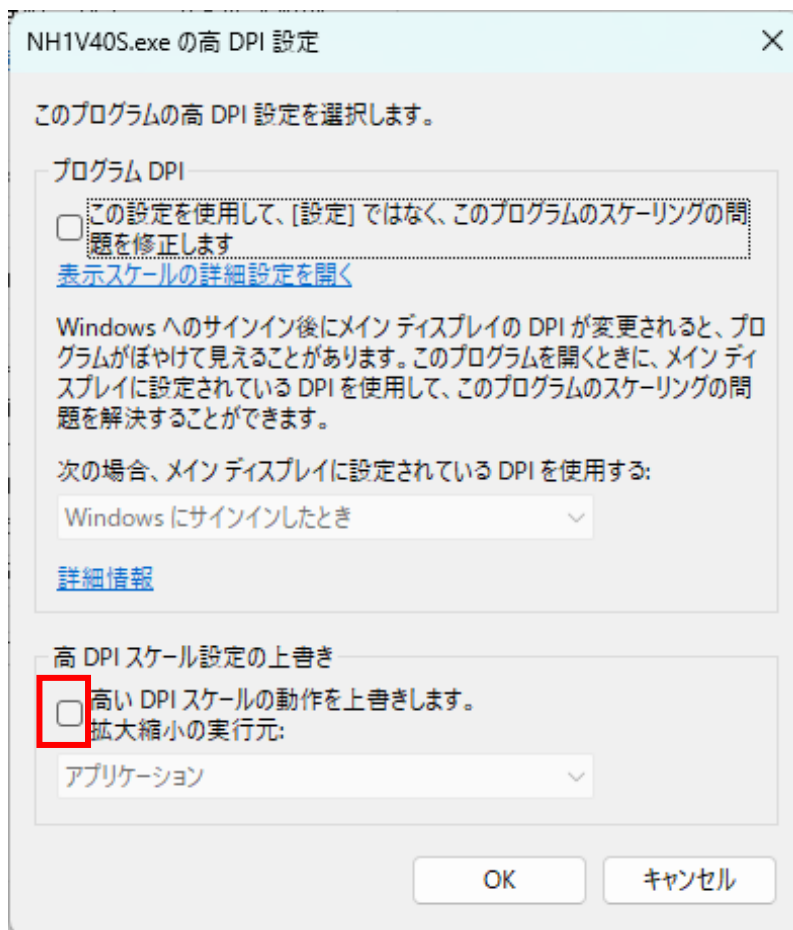 NH1V40S.exe の高 DPI 設定
このプログラムの高 DPI 設定を選択します。
プログラム DPI
この設定を使用して、[設定] ではなく、このプログラムのスケーリングの問
題を修正します
表示スケールの詳細設定を開く
Windows へのサインイン後にメイン ディスプレイの DPI が変更されると、プロ
グラムがぼやけて見えることがあります。このプログラムを開くときに、メイン ディ
スプレイに設定されている DPI を使用して、このプログラムのスケーリングの問
題を解決することができます。
次の場合、メイン ディスプレイに設定されている DPI を使用する:
Windows にサインインしたとき
詳細情報
高 DPI スケール設定の上書き
高い DPI スケールの動作を上書きします。
拡大縮小の実行元:
アプリケーション
OK
キャンセル